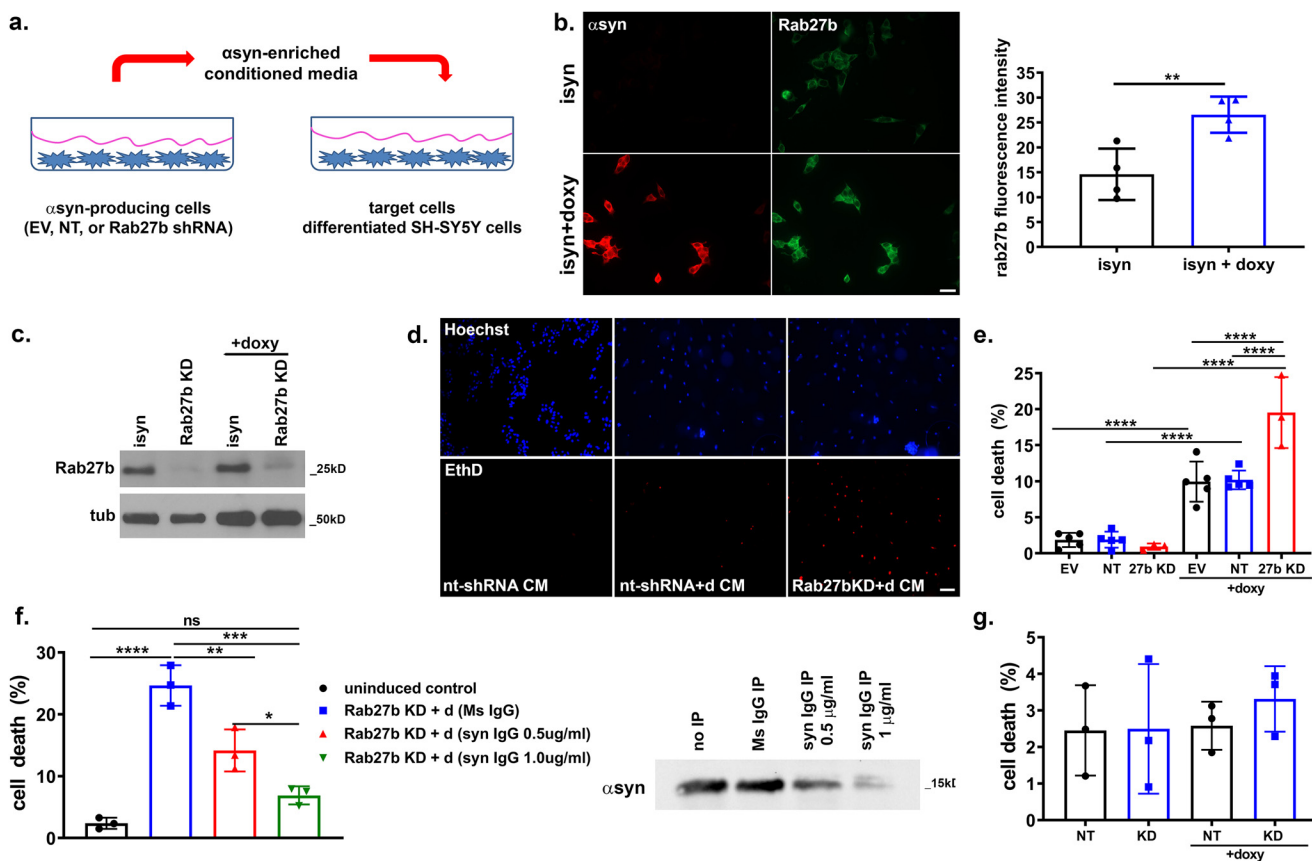 a.
αsyn-enriched
conditioned media
αsyn-producing cells
(EV, NT, or Rab27b shRNA)
target cells
differentiated SH-SY5Y cells
b.
αsyn
Rab27b
isyn
isyn+doxy
rab27b fluorescence intensity
35
30
25
20
15
10
5
0
**
isyn
isyn + doxy
c.
+doxy
isyn
Rab27b KD
isyn
Rab27b KD
Rab27b
_25kD
tub
_50kD
d.
Hoechst
EthD
nt-shRNA CM
nt-shRNA+d CM
Rab27bKD+d CM
e.
cell death (%)
25
20
15
10
5
0
****
****
****
****
****
EV
NT
27b KD
EV
NT
27b KD
+doxy
f.
cell death (%)
30
20
10
0
ns
***
****
**
*
uninduced control
Rab27b KD + d (Ms IgG)
Rab27b KD + d (syn IgG 0.5ug/ml)
Rab27b KD + d (syn IgG 1.0ug/ml)
no IP
Ms IgG IP
syn IgG IP
0.5 μg/ml
syn IgG IP
1 μg/ml
αsyn
_15kD
g.
cell death (%)
5
4
3
2
1
0
NT
KD
NT
KD
+doxy